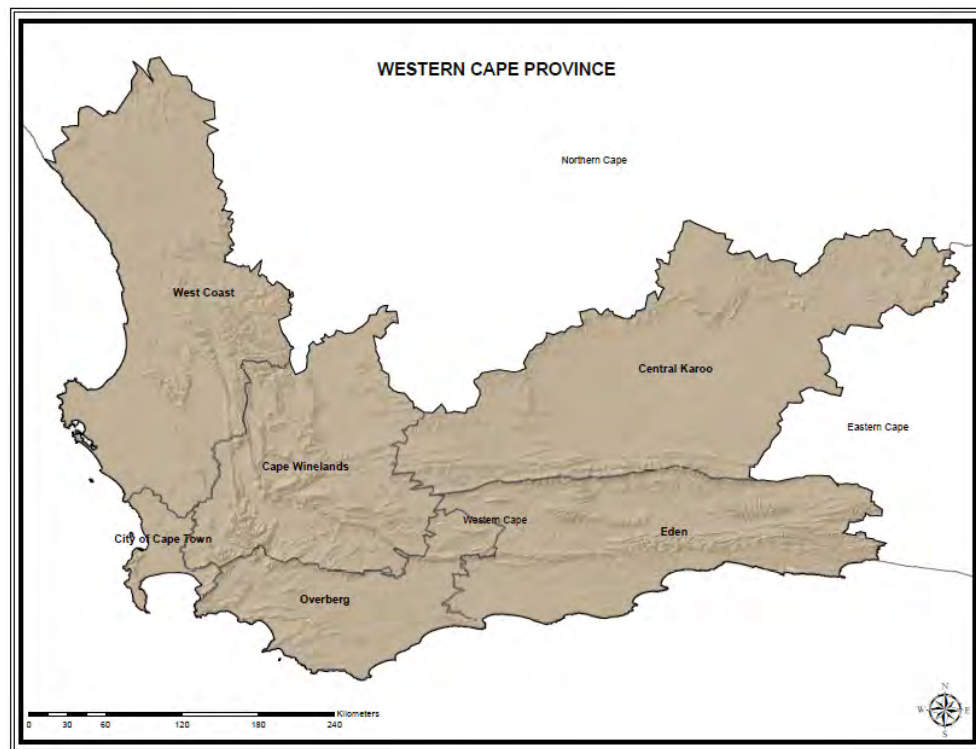 WESTERN CAPE PROVINCE
Northern Cape
West Coast
Central Karoo
Eastern Cape
Cape Winelands
Western Cape
Eden
City of Cape Town
Overberg
Kilometers
0 30 60 120 180 240
N
W E
S